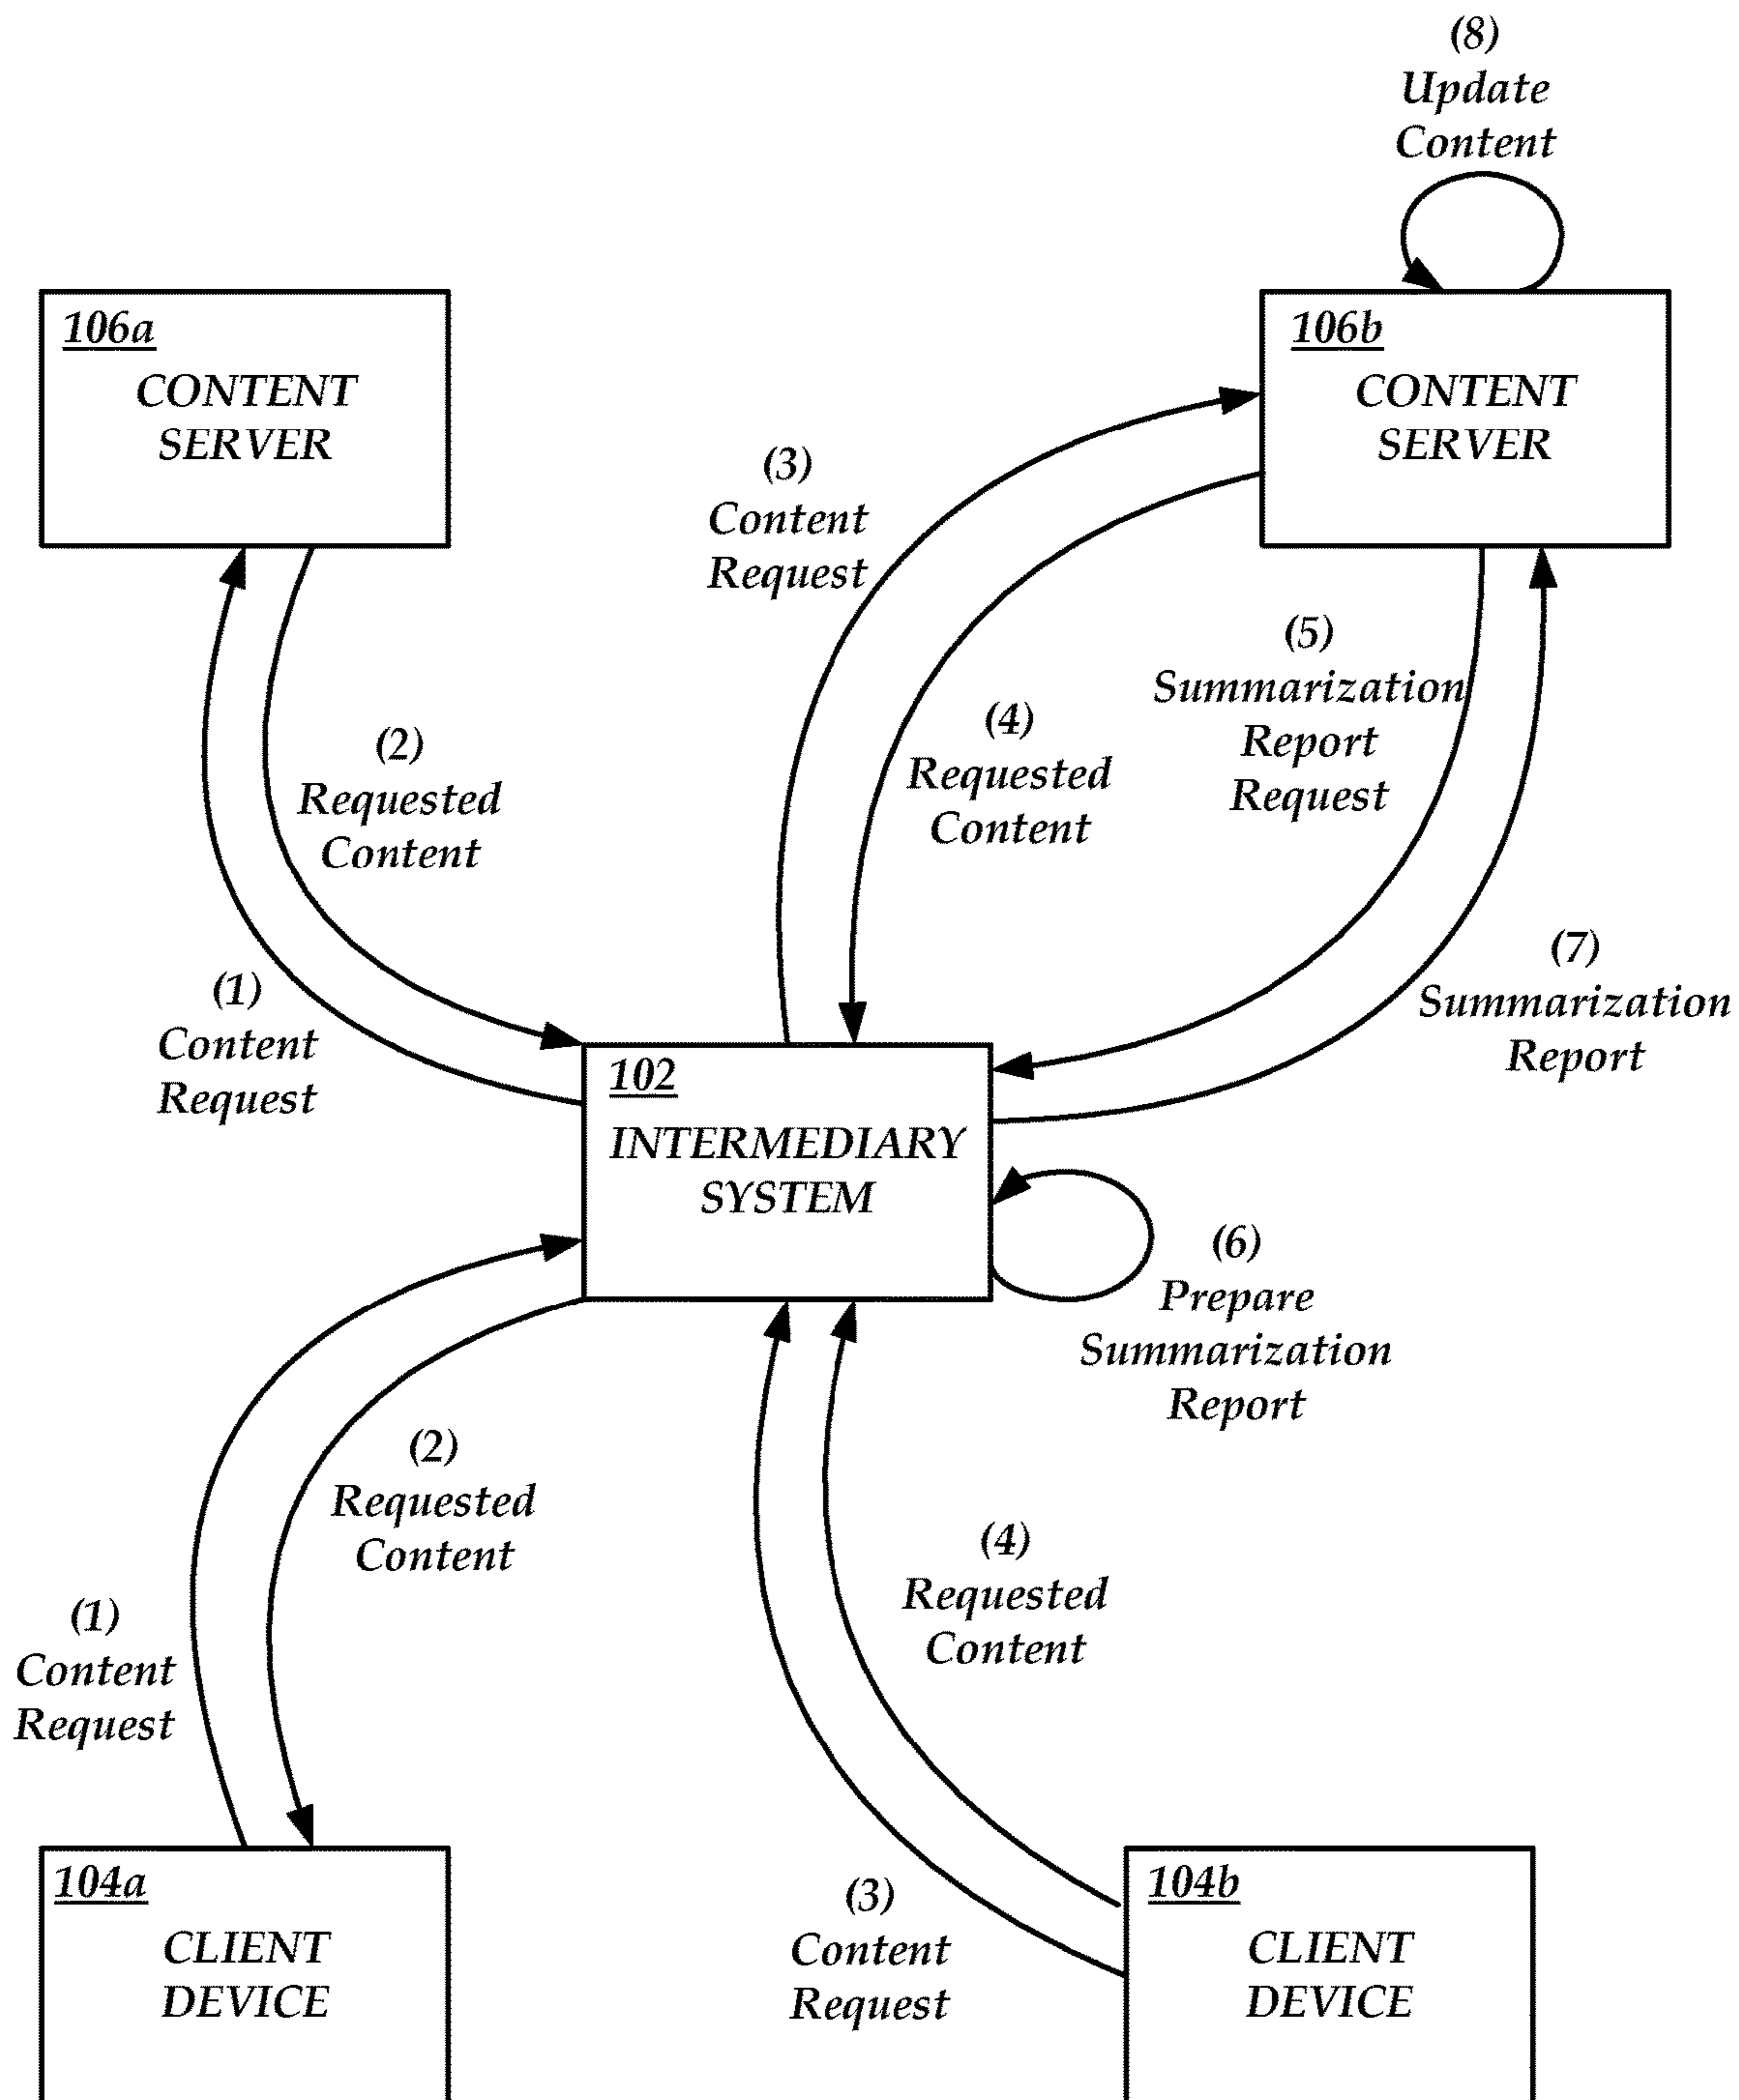 (8)
Update
Content
106a
CONTENT
SERVER
106b
CONTENT
SERVER
(3)
Content
Request
(5)
Summarization
Report
Request
(4)
Requested
Content
(2)
Requested
Content
(7)
Summarization
Report
(1)
Content
Request
102
INTERMEDIARY
SYSTEM
(6)
Prepare
Summarization
Report
(2)
Requested
Content
(4)
Requested
Content
(1)
Content
Request
(3)
Content
Request
104a
CLIENT
DEVICE
104b
CLIENT
DEVICE